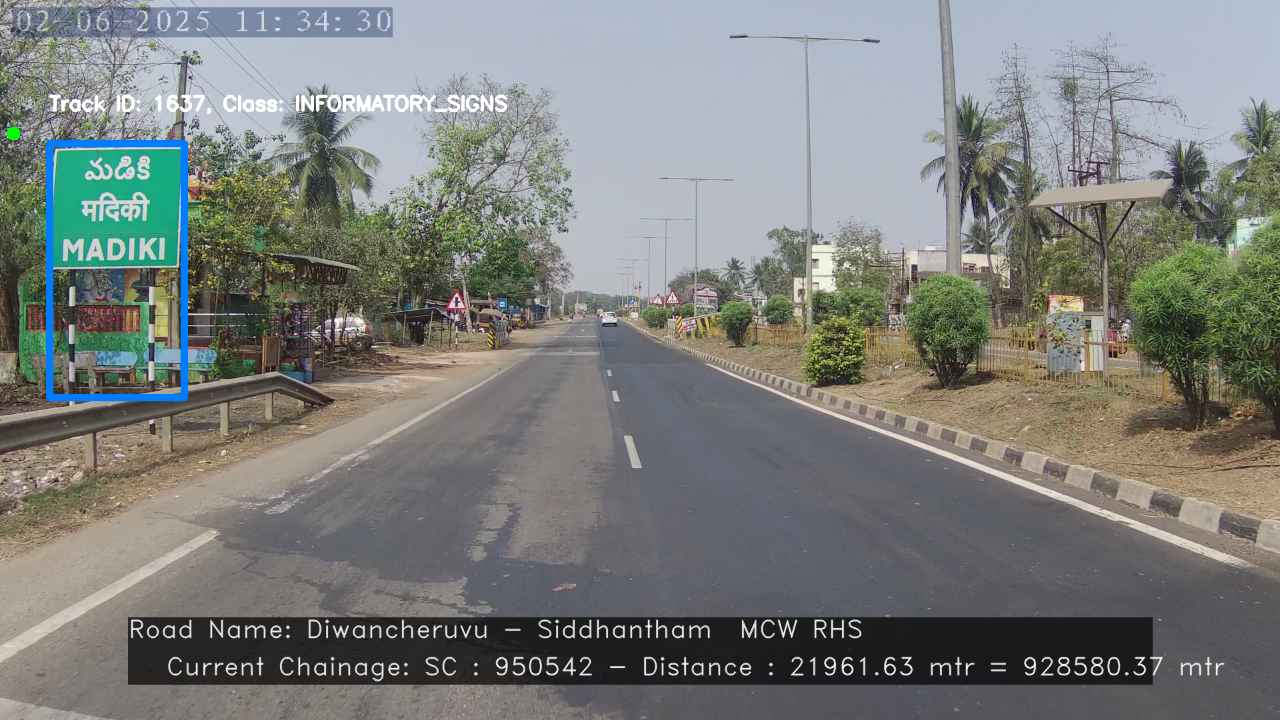 02-06-2025 11:34:30
Track ID: 1637, Class: INFORMATORY_SIGNS
మడికి
मदिकी
MADIKI
Road Name: Diwancheruvu - Siddhantham MCW RHS
Current Chainage: SC : 950542 - Distance : 21961.63 mtr = 928580.37 mtr